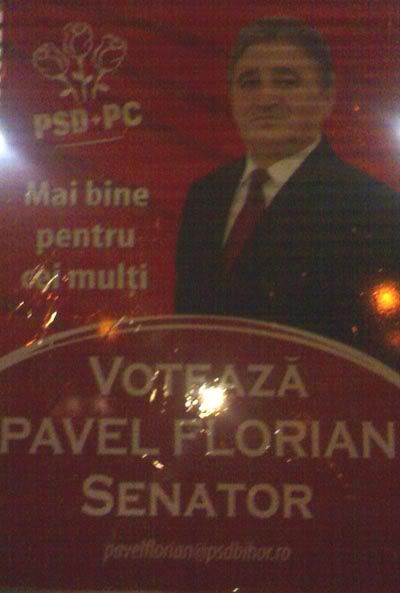 PSD+PC
Mai bine
pentru
cei mulți
VOTEAZĂ
PAVEL FLORIAN
SENATOR
pavelflorian@psdbihor.ro